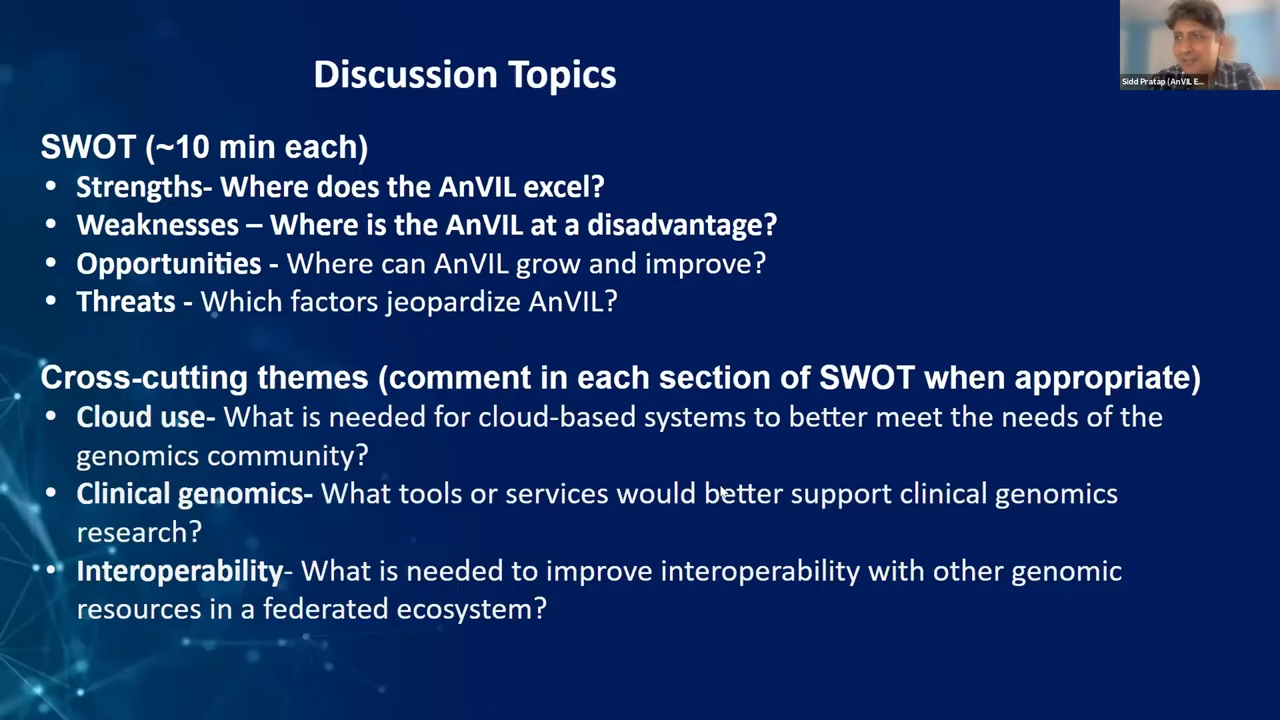 Discussion Topics
Sidd Pratap (AnVIL E...
SWOT (~10 min each)
• Strengths- Where does the AnVIL excel?
• Weaknesses – Where is the AnVIL at a disadvantage?
• Opportunities - Where can AnVIL grow and improve?
• Threats - Which factors jeopardize AnVIL?
Cross-cutting themes (comment in each section of SWOT when appropriate)
• Cloud use- What is needed for cloud-based systems to better meet the needs of the
genomics community?
• Clinical genomics- What tools or services would better support clinical genomics
research?
• Interoperability- What is needed to improve interoperability with other genomic
resources in a federated ecosystem?